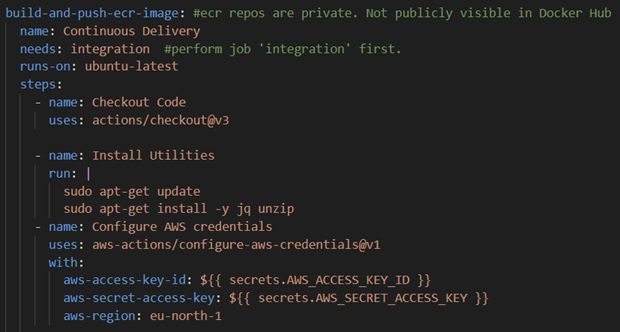 build-and-push-ecr-image: #ecr repos are private. Not publicly visible in Docker Hub
name: Continuous Delivery
needs: integration  #perform job 'integration' first.
runs-on: ubuntu-latest
steps:
- name: Checkout Code
uses: actions/checkout@v3
- name: Install Utilities
run: |
sudo apt-get update
sudo apt-get install -y jq unzip
- name: Configure AWS credentials
uses: aws-actions/configure-aws-credentials@v1
with:
aws-access-key-id: ${{ secrets.AWS_ACCESS_KEY_ID }}
aws-secret-access-key: ${{ secrets.AWS_SECRET_ACCESS_KEY }}
aws-region: eu-north-1